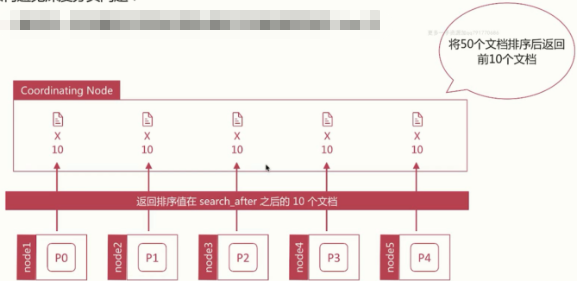 将50个文档排序后返回
前10个文档
Coordinating Node
X X X X X
10 10 10 10 10
返回排序值在 search_after 之后的 10 个文档
node1 P0 node2 P1 node3 P2 node4 P3 node5 P4